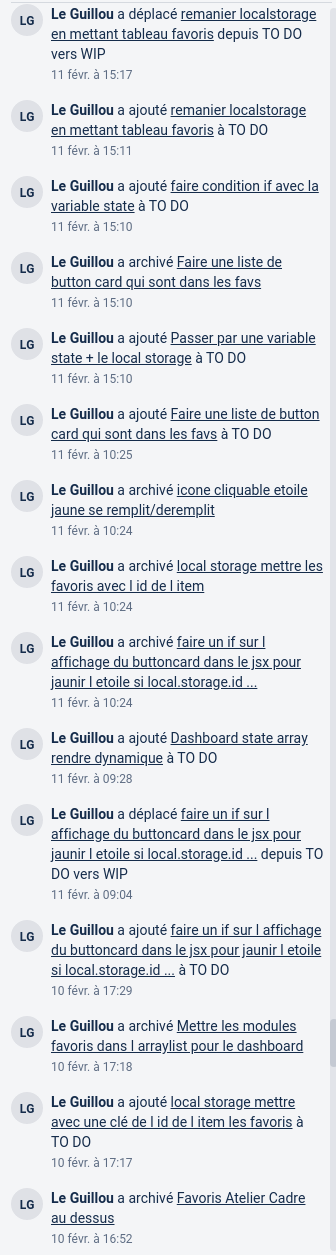 LG
Le Guillou a déplacé remanier localstorage
en mettant tableau favoris depuis TO DO
vers WIP
11 févr. à 15:17
LG
Le Guillou a ajouté remanier localstorage
en mettant tableau favoris à TO DO
11 févr. à 15:11
LG
Le Guillou a ajouté faire condition if avec la
variable state à TO DO
11 févr. à 15:10
LG
Le Guillou a archivé Faire une liste de
button card qui sont dans les favs
11 févr. à 15:10
LG
Le Guillou a ajouté Passer par une variable
state + le local storage à TO DO
11 févr. à 15:10
LG
Le Guillou a ajouté Faire une liste de button
card qui sont dans les favs à TO DO
11 févr. à 10:25
LG
Le Guillou a archivé icone cliquable etoile
jaune se remplit/deremplit
11 févr. à 10:24
LG
Le Guillou a archivé local storage mettre les
favoris avec l id de l item
11 févr. à 10:24
LG
Le Guillou a archivé faire un if sur l
affichage du buttoncard dans le jsx pour
jaunir l etoile si local.storage.id ...
11 févr. à 10:24
LG
Le Guillou a ajouté Dashboard state array
rendre dynamique à TO DO
11 févr. à 09:28
LG
Le Guillou a déplacé faire un if sur l
affichage du buttoncard dans le jsx pour
jaunir l etoile si local.storage.id ... depuis TO
DO vers WIP
11 févr. à 09:04
LG
Le Guillou a ajouté faire un if sur l affichage
du buttoncard dans le jsx pour jaunir l etoile
si local.storage.id ... à TO DO
10 févr. à 17:29
LG
Le Guillou a archivé Mettre les modules
favoris dans l arraylist pour le dashboard
10 févr. à 17:18
LG
Le Guillou a ajouté local storage mettre
avec une clé de l id de l item les favoris à
TO DO
10 févr. à 17:17
LG
Le Guillou a archivé Favoris Atelier Cadre
au dessus
10 févr. à 16:52